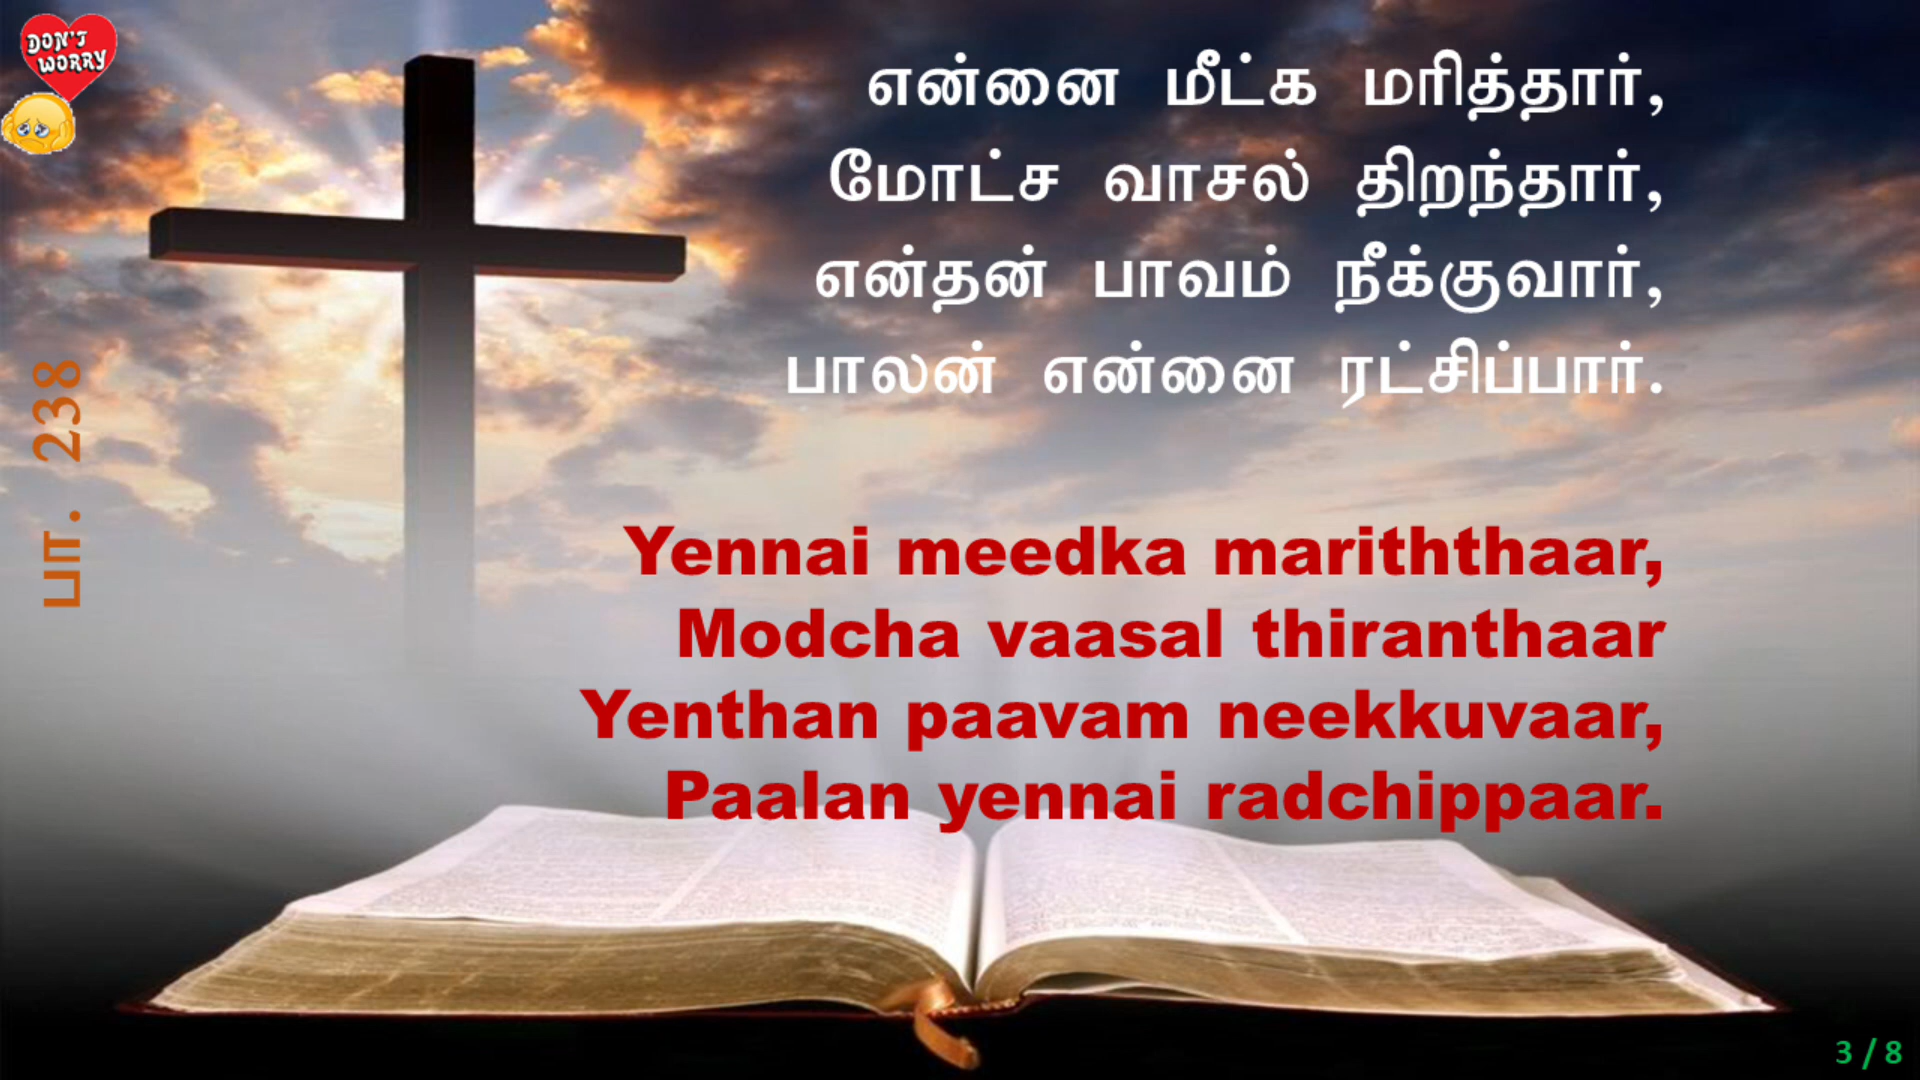 DON'T
WORRY
என்னை மீட்க மரித்தார்,
மோட்ச வாசல் திறந்தார்,
என்தன் பாவம் நீக்குவார்,
பாலன் என்னை ரட்சிப்பார்.
பா. 238
Yennai meedka mariththaar,
Modcha vaasal thiranthaar
Yenthan paavam neekkuvaar,
Paalan yennai radchippaar.
3 / 8